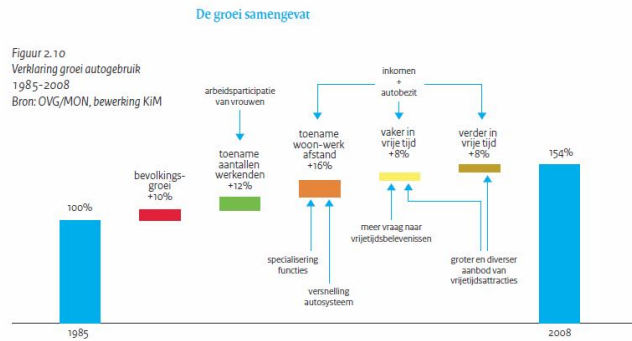 De groei samengevat
Figuur 2.10
Verklaring groei autogebruik
1985-2008
Bron: OVG/MON, bewerking KiM
inkomen
+
autobezit
arbeidsparticipatie
van vrouwen
100%
bevolkings-
groei
+10%
toename
aantallen
werkenden
+12%
toename
woon-werk
afstand
+16%
vaker in
vrije tijd
+8%
verder in
vrije tijd
+8%
154%
specialisering
functies
versnelling
autosysteem
meer vraag naar
vrijetijdsbelevenissen
groter en diverser
aanbod van
vrijetijdsattracties
1985
2008